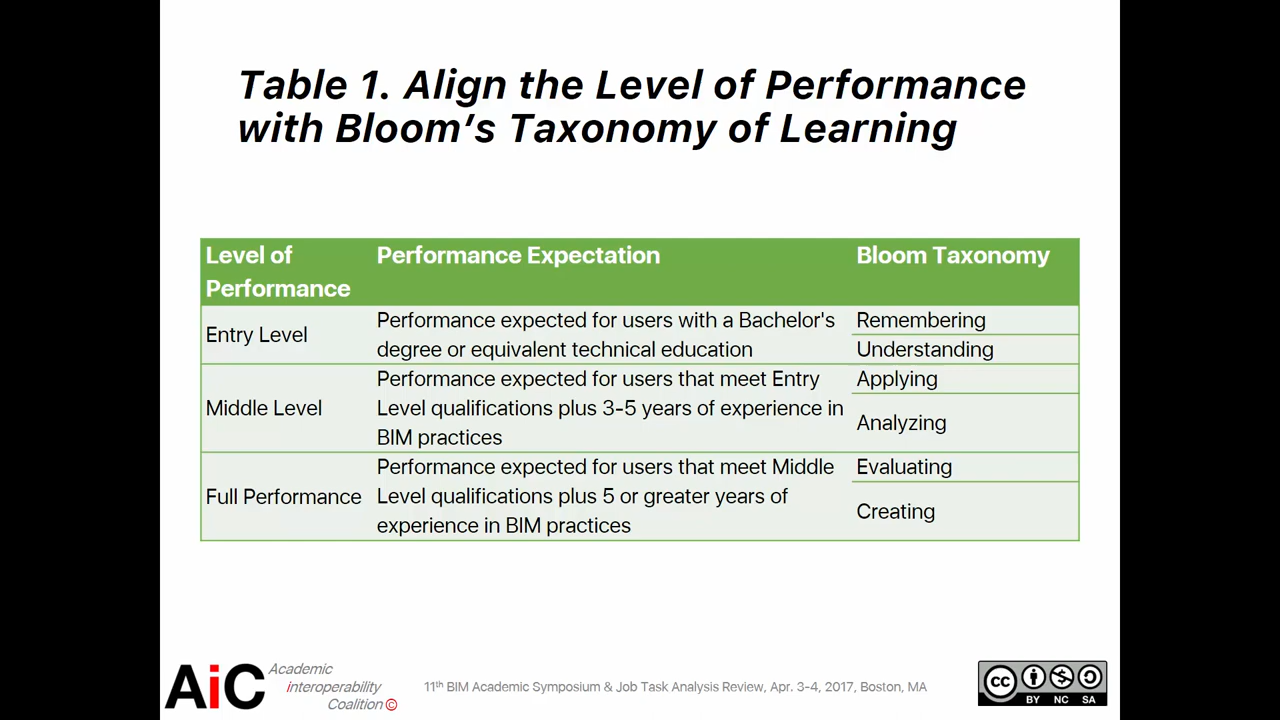 Table 1. Align the Level of Performance
with Bloom's Taxonomy of Learning
Level of
Performance
Performance Expectation
Bloom Taxonomy
Entry Level
Performance expected for users with a Bachelor's
degree or equivalent technical education
Remembering
Understanding
Middle Level
Performance expected for users that meet Entry
Level qualifications plus 3-5 years of experience in
BIM practices
Applying
Analyzing
Full Performance
Performance expected for users that meet Middle
Level qualifications plus 5 or greater years of
experience in BIM practices
Evaluating
Creating
AiC
Academic
interoperability
Coalition ©
11th BIM Academic Symposium & Job Task Analysis Review, Apr. 3-4, 2017, Boston, MA
cc
BY NC SA